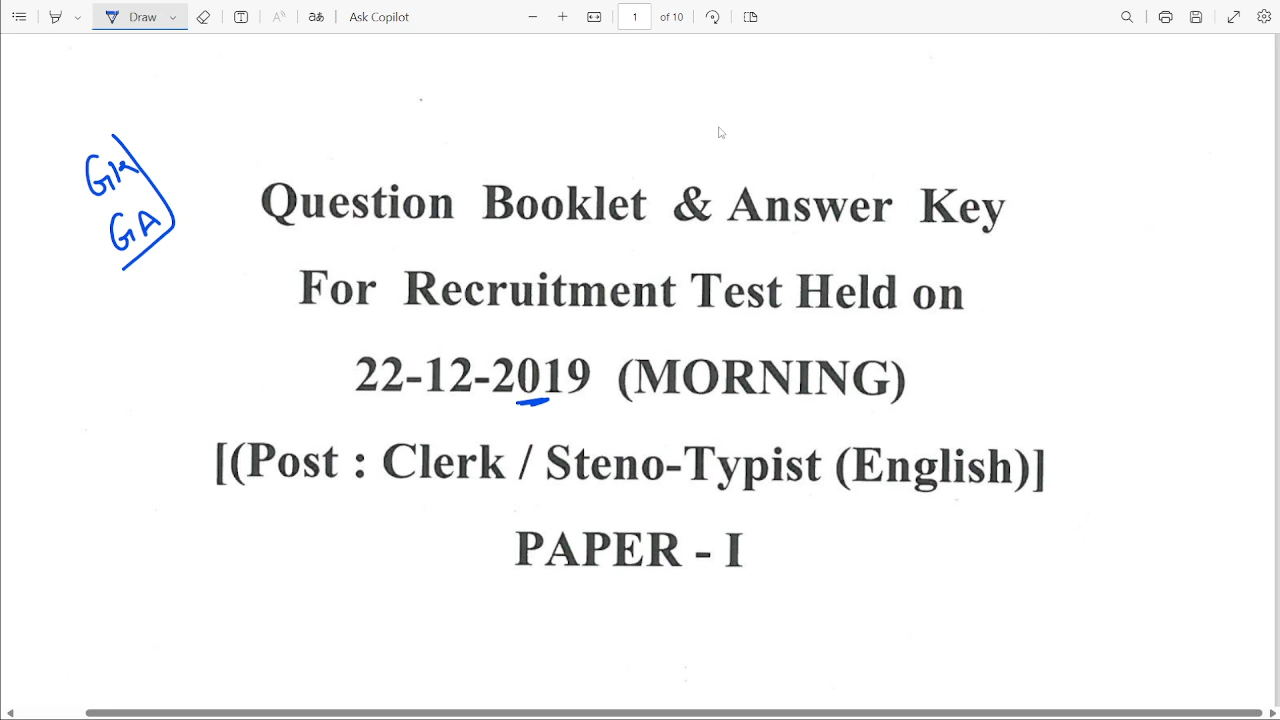 Draw
Ask Copilot
1 of 10
GK
GA
Question Booklet & Answer Key
For Recruitment Test Held on
22-12-2019 (MORNING)
[(Post : Clerk / Steno-Typist (English)]
PAPER - I